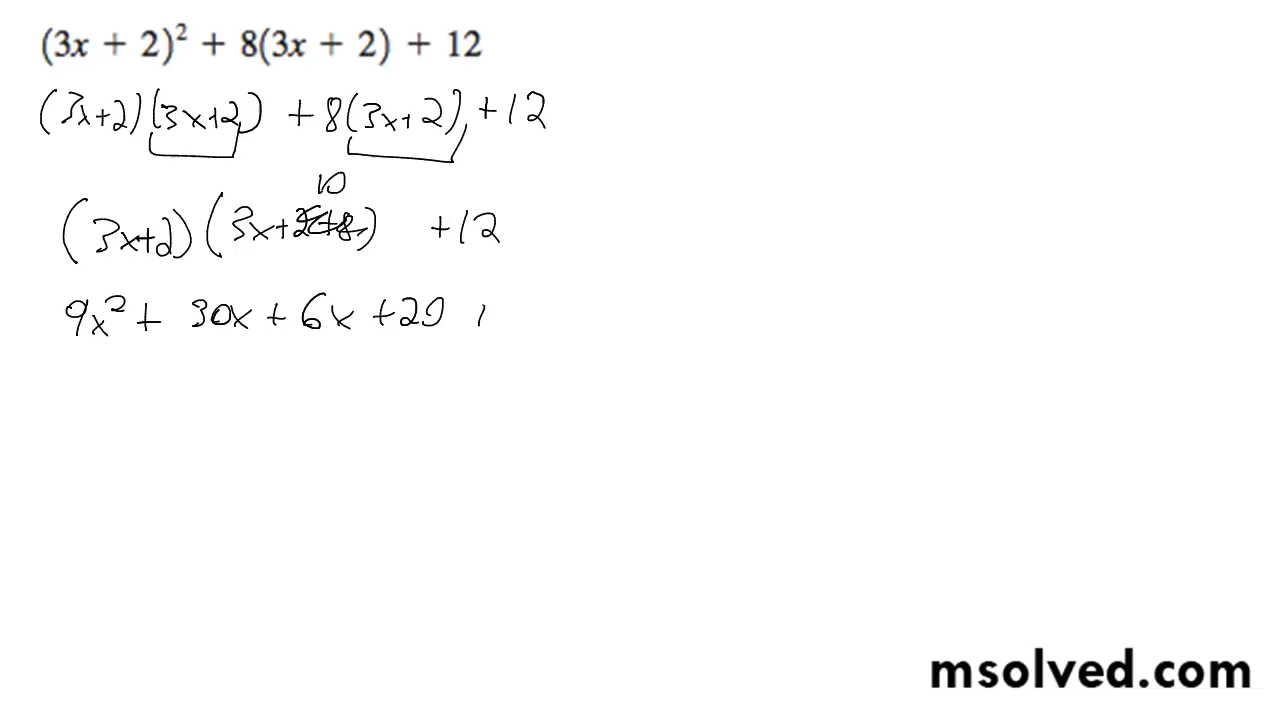 (3x + 2)² + 8(3x + 2) + 12
(3x+2)(3x+2) +8(3x+2) +12
10
(3x+2)(3x+2+8) +12
9x² + 30x + 6x +20
msolved.com